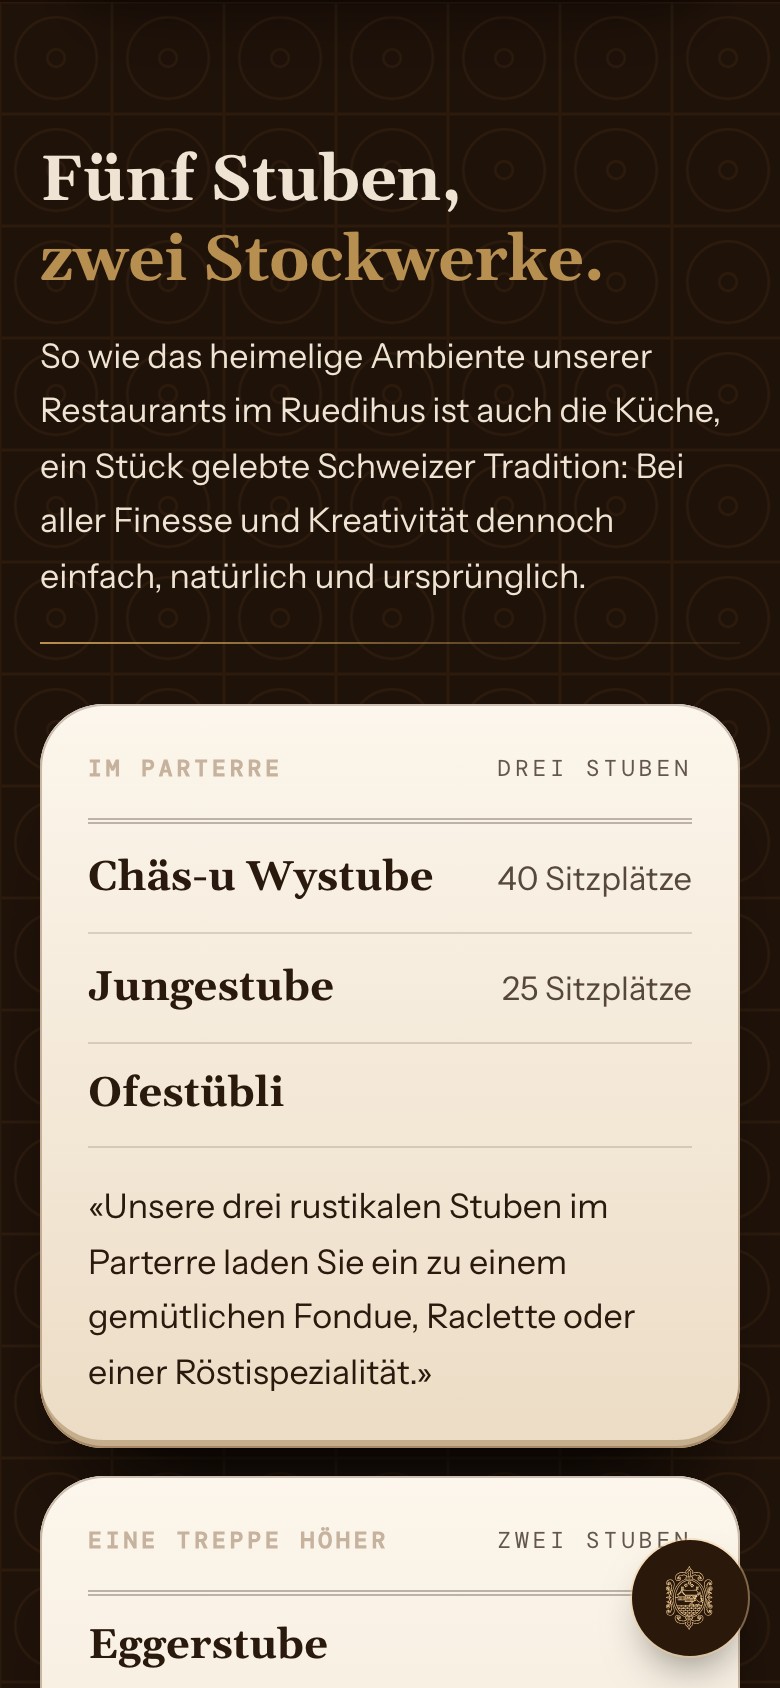 Fünf Stuben,
zwei Stockwerke.
So wie das heimelige Ambiente unserer
Restaurants im Ruedihus ist auch die Küche,
ein Stück gelebte Schweizer Tradition: Bei
aller Finesse und Kreativität dennoch
einfach, natürlich und ursprünglich.
IM PARTERRE DREI STUBEN
Chäs-u Wystube 40 Sitzplätze
Jungestube 25 Sitzplätze
Ofestübli
«Unsere drei rustikalen Stuben im
Parterre laden Sie ein zu einem
gemütlichen Fondue, Raclette oder
einer Röstispezialität.»
EINE TREPPE HÖHER ZWEI STUBEN
Eggerstube